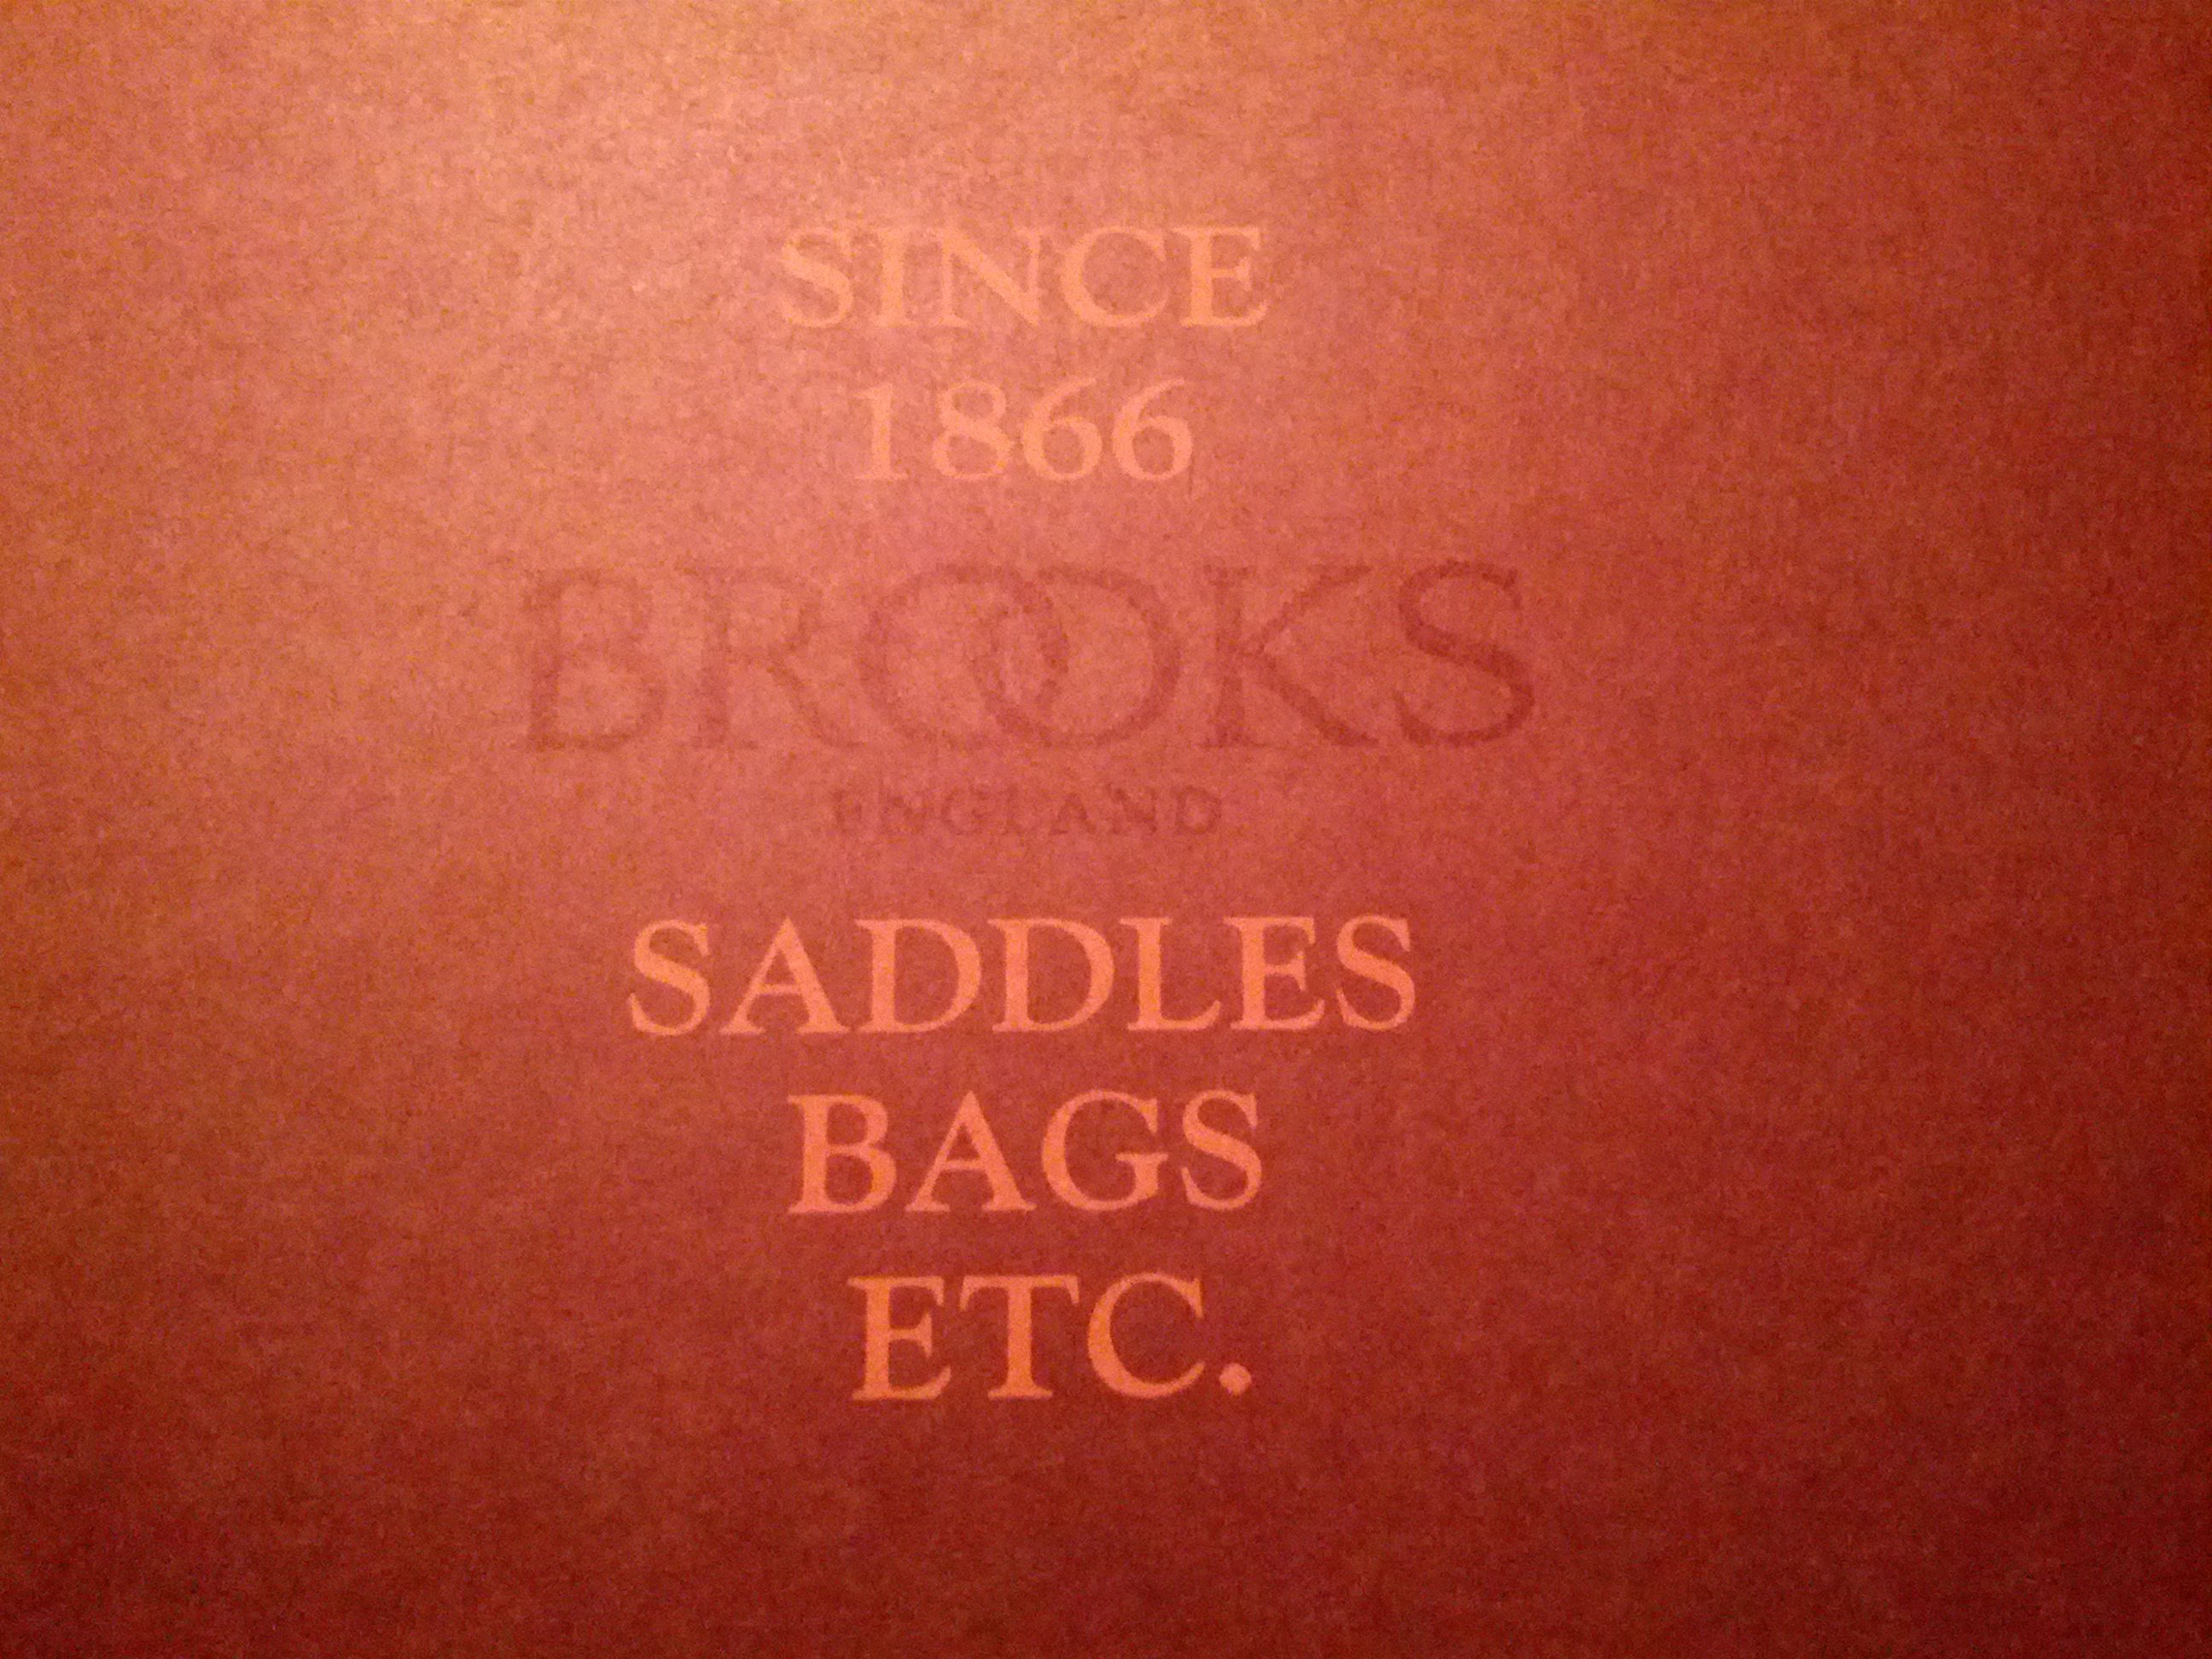 SINCE
1866
BROOKS
ENGLAND
SADDLES
BAGS
ETC.